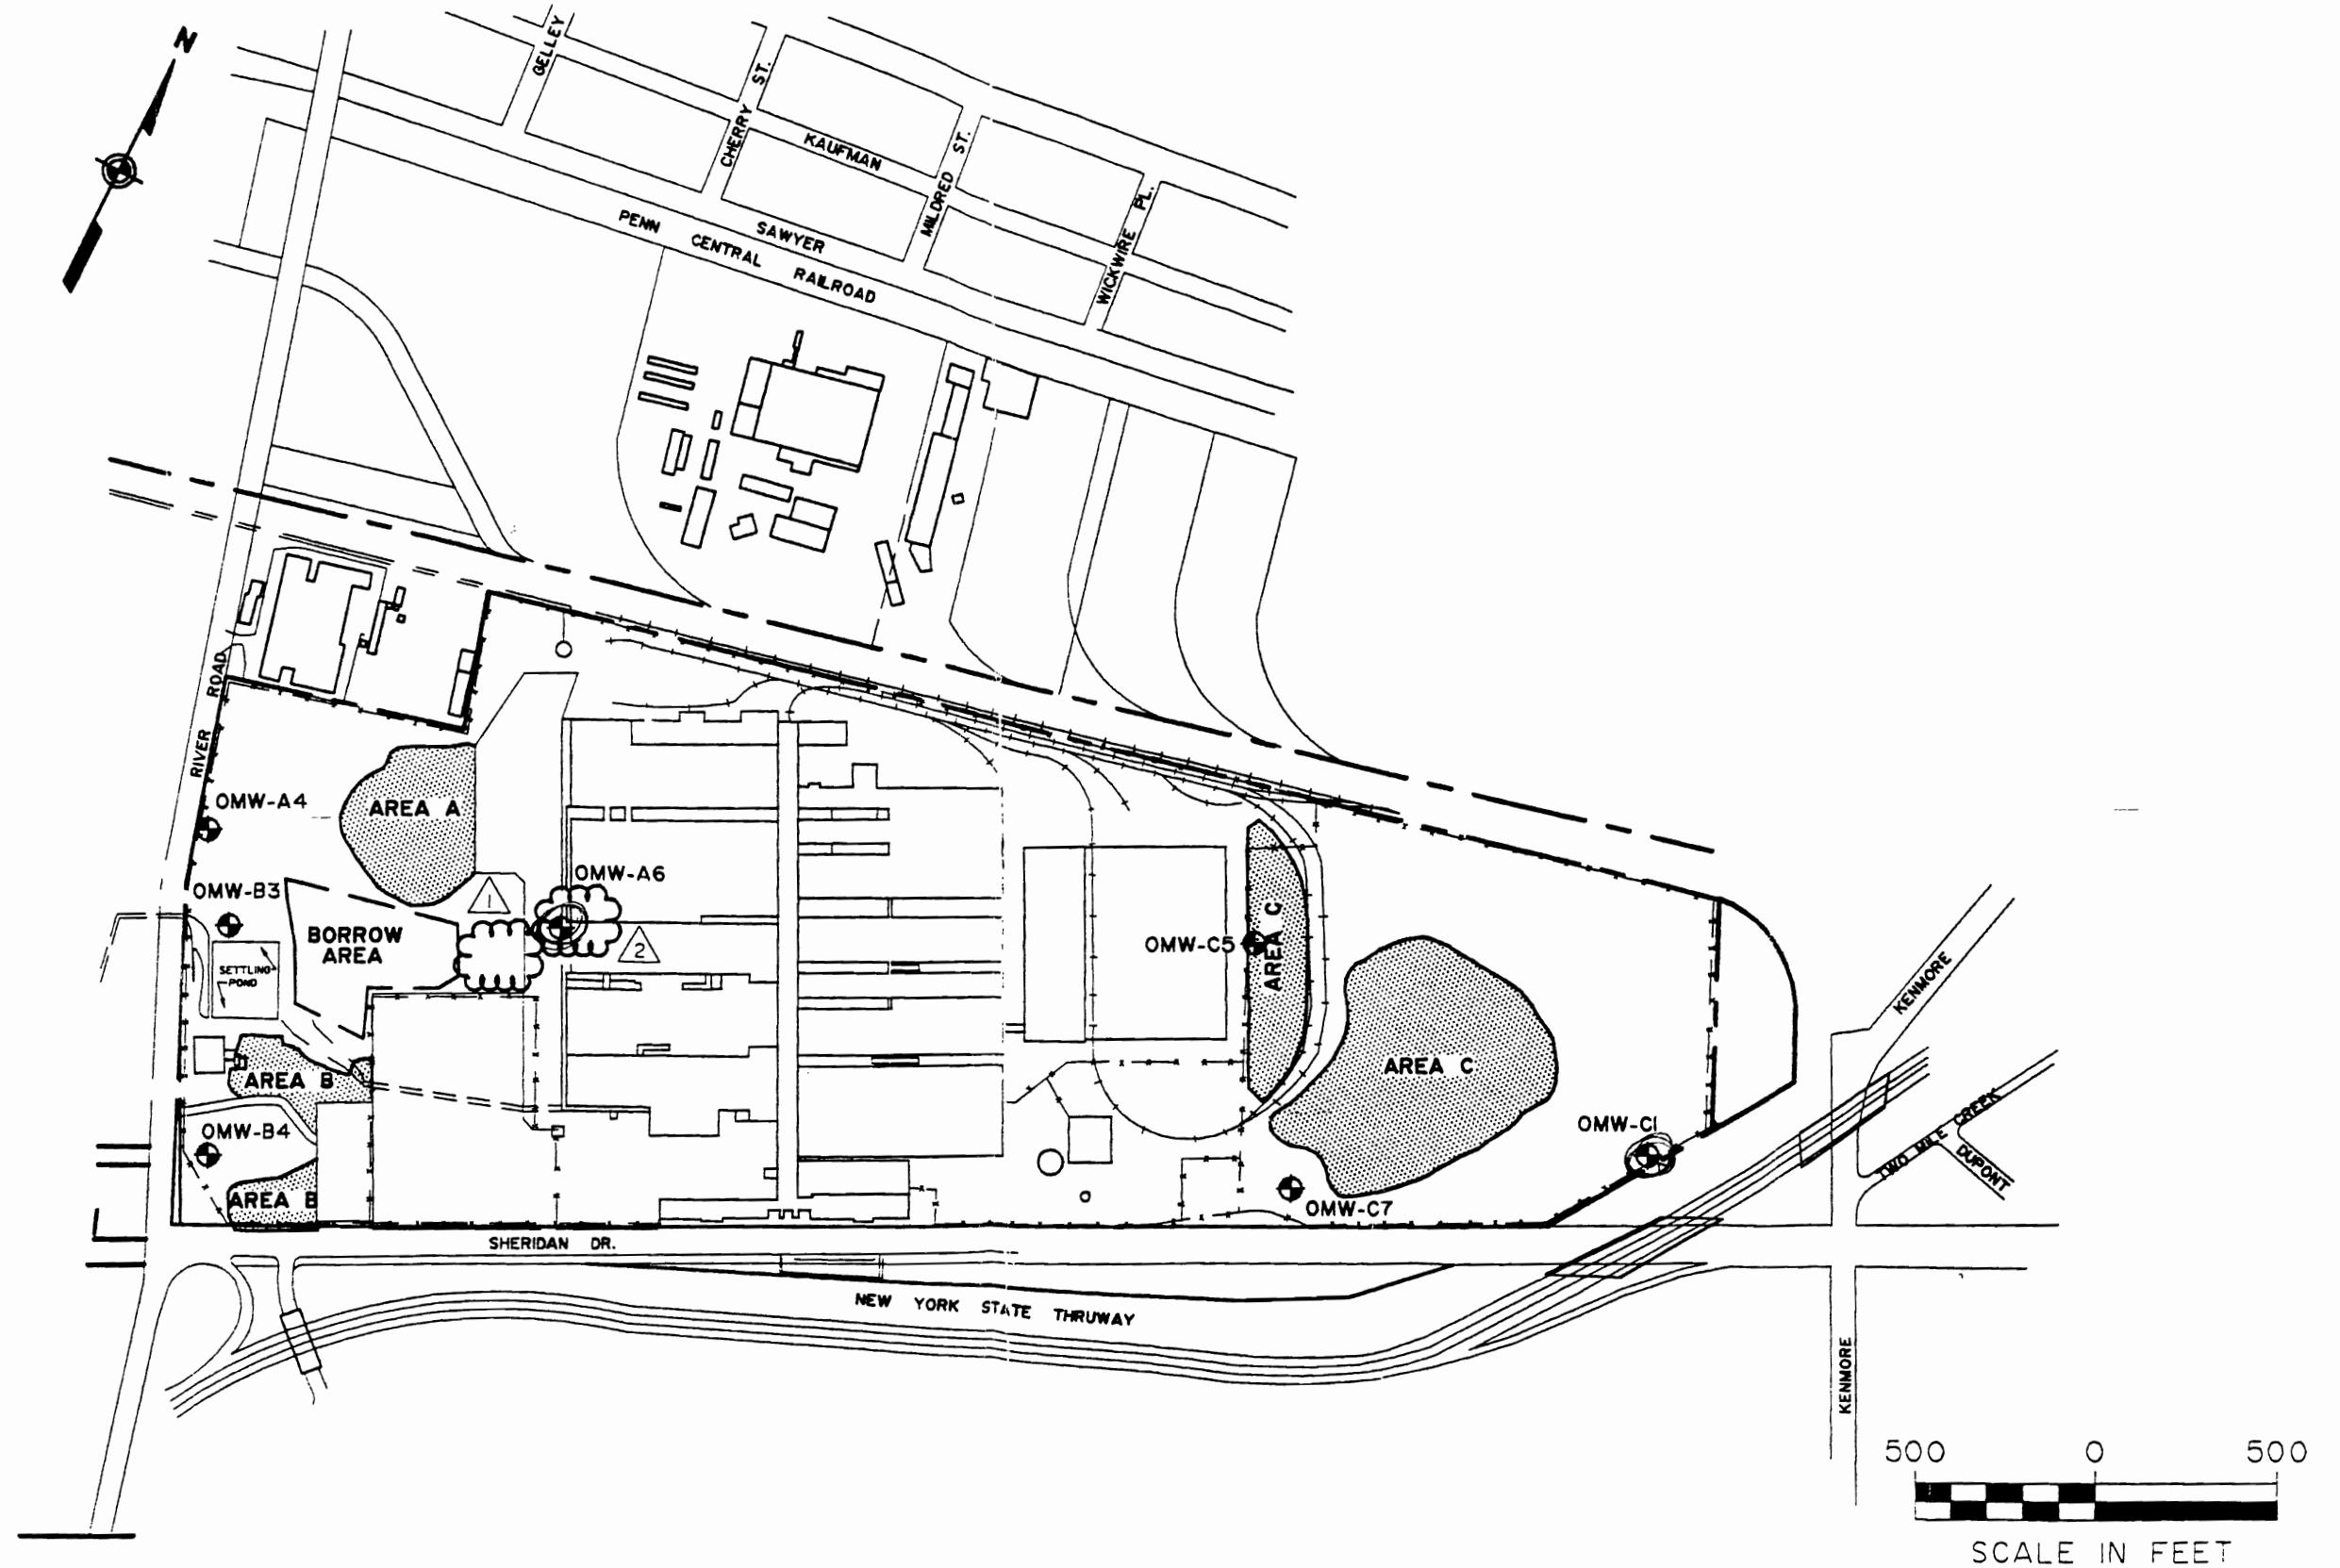 N
GELLEY
CHERRY ST.
KAUFMAN
MILDRED ST.
WICKWIRE PL.
SAWYER
PENN CENTRAL RAILROAD
RIVER ROAD
OMW-A4
AREA A
OMW-A6
OMW-B3
1
BORROW
AREA
2
SETTLING
POND
AREA B
OMW-B4
AREA B
OMW-C5
AREA C
AREA C
OMW-C1
OMW-C7
KENMORE
TWO MILE CREEK
DUPONT
SHERIDAN DR.
NEW YORK STATE THRUWAY
KENMORE
500 0 500
SCALE IN FEET